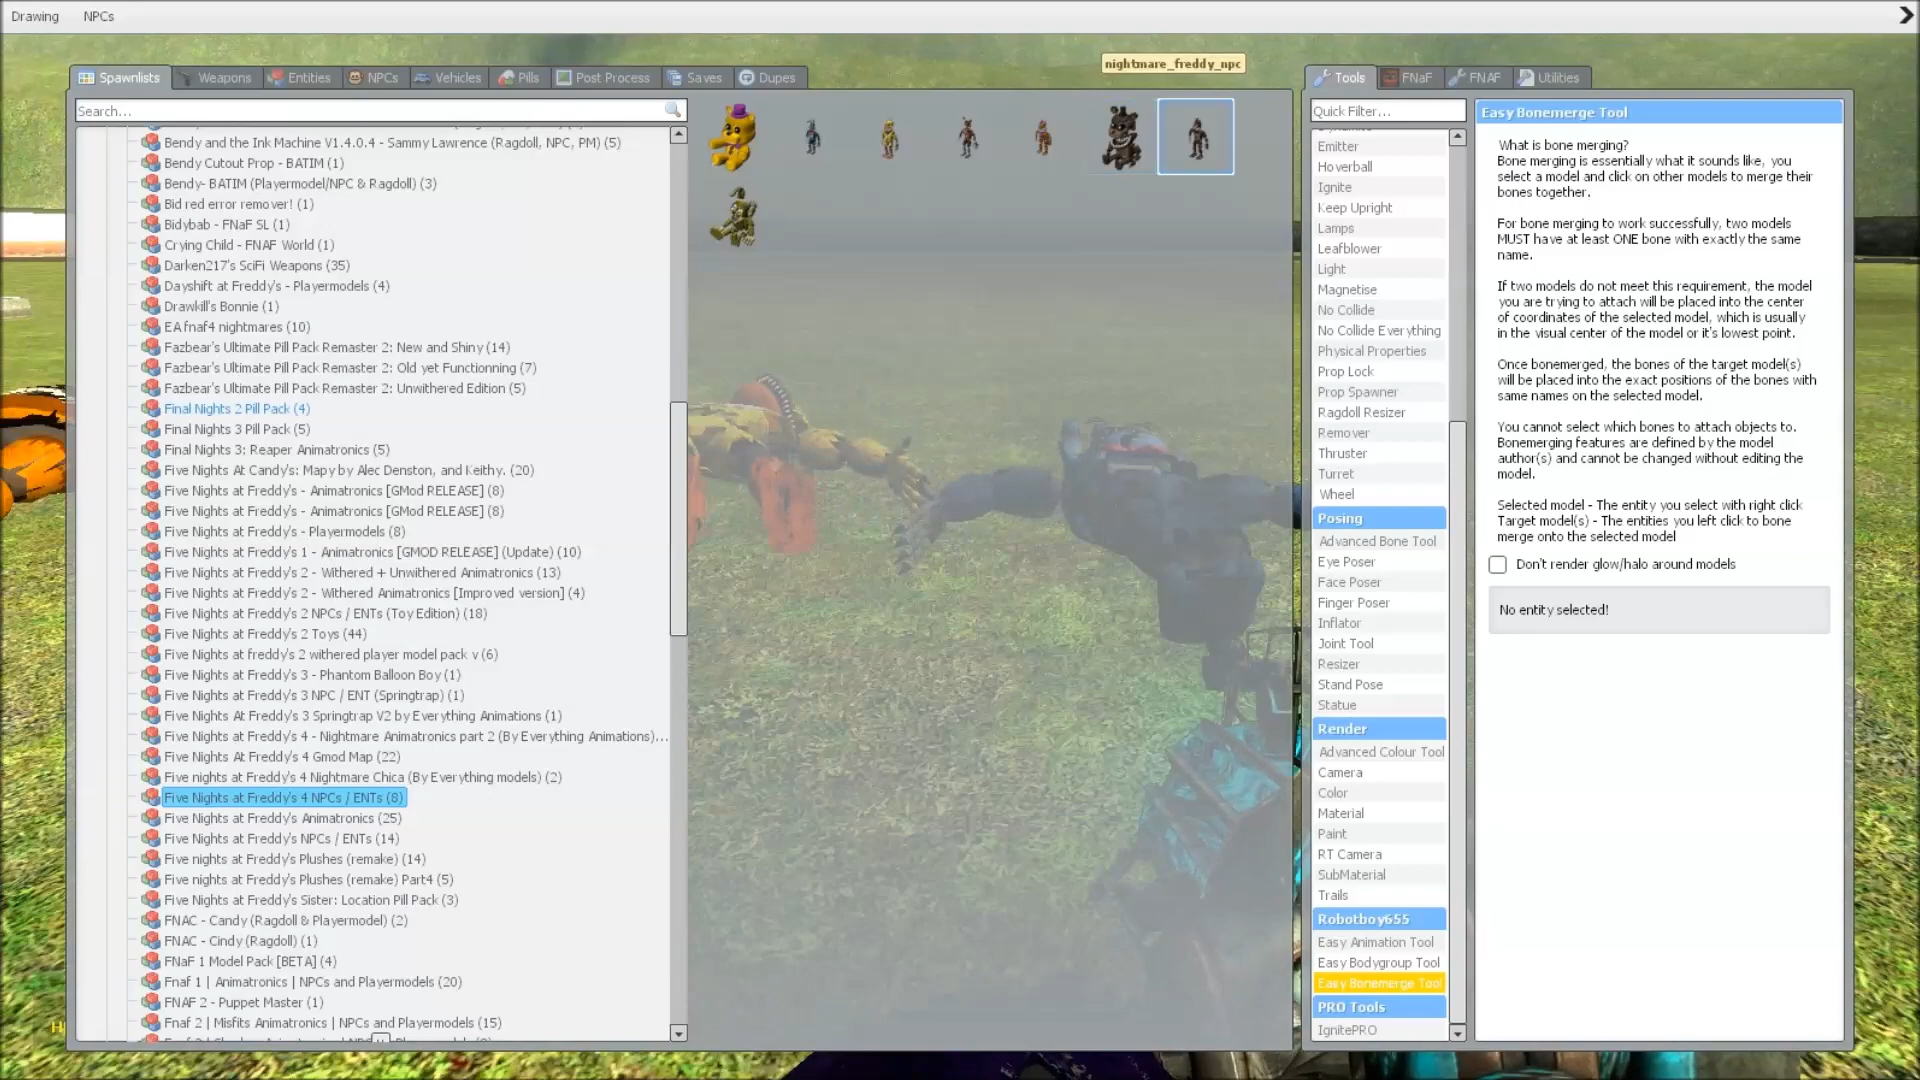 Drawing NPCs
nightmare_freddy_npc
Spawnlists Weapons Entities NPCs Vehicles Pills Post Process Saves Dupes
Search...
Bendy and the Ink Machine V1.4.0.4 - Sammy Lawrence (Ragdoll, NPC, PM) (5)
Bendy Cutout Prop - BATIM (1)
Bendy- BATIM (Playermodel/NPC & Ragdoll) (3)
Bid red error remover! (1)
Bidybab - FNaF SL (1)
Crying Child - FNAF World (1)
Darken217's SciFi Weapons (35)
Dayshift at Freddy's - Playermodels (4)
Drawkill's Bonnie (1)
EA fnaf4 nightmares (10)
Fazbear's Ultimate Pill Pack Remaster 2: New and Shiny (14)
Fazbear's Ultimate Pill Pack Remaster 2: Old yet Functionning (7)
Fazbear's Ultimate Pill Pack Remaster 2: Unwithered Edition (5)
Final Nights 2 Pill Pack (4)
Final Nights 3 Pill Pack (5)
Final Nights 3: Reaper Animatronics (5)
Five Nights At Candy's: Mapy by Alec Denston, and Keithy. (20)
Five Nights at Freddy's - Animatronics [GMod RELEASE] (8)
Five Nights at Freddy's - Animatronics [GMod RELEASE] (8)
Five Nights at Freddy's - Playermodels (8)
Five Nights at Freddy's 1 - Animatronics [GMOD RELEASE] (Update) (10)
Five Nights at Freddy's 2 - Withered + Unwithered Animatronics (13)
Five Nights at Freddy's 2 - Withered Animatronics [Improved version] (4)
Five Nights at Freddy's 2 NPCs / ENTs (Toy Edition) (18)
Five Nights at Freddy's 2 Toys (44)
Five Nights at freddy's 2 withered player model pack v (6)
Five Nights at Freddy's 3 - Phantom Balloon Boy (1)
Five Nights at Freddy's 3 NPC / ENT (Springtrap) (1)
Five Nights At Freddy's 3 Springtrap V2 by Everything Animations (1)
Five Nights at Freddy's 4 - Nightmare Animatronics part 2 (By Everything Animations)...
Five Nights At Freddy's 4 Gmod Map (22)
Five nights at Freddy's 4 Nightmare Chica (By Everything models) (2)
Five Nights at Freddy's 4 NPCs / ENTs (8)
Five Nights at Freddy's Animatronics (25)
Five Nights at Freddy's NPCs / ENTs (14)
Five nights at Freddy's Plushes (remake) (14)
Five nights at Freddy's Plushes (remake) Part4 (5)
Five Nights at Freddy's Sister: Location Pill Pack (3)
FNAC - Candy (Ragdoll & Playermodel) (2)
FNAC - Cindy (Ragdoll) (1)
FNaF 1 Model Pack [BETA] (4)
Fnaf 1 | Animatronics | NPCs and Playermodels (20)
FNAF 2 - Puppet Master (1)
Fnaf 2 | Misfits Animatronics | NPCs and Playermodels (15)
Tools FNaF FNAF Utilities
Quick Filter...
Emitter
Hoverball
Ignite
Keep Upright
Lamps
Leafblower
Light
Magnetise
No Collide
No Collide Everything
Physical Properties
Prop Lock
Prop Spawner
Ragdoll Resizer
Remover
Thruster
Turret
Wheel
Posing
Advanced Bone Tool
Eye Poser
Face Poser
Finger Poser
Inflator
Joint Tool
Resizer
Stand Pose
Statue
Render
Advanced Colour Tool
Camera
Color
Material
Paint
RT Camera
SubMaterial
Trails
Robotboy655
Easy Animation Tool
Easy Bodygroup Tool
Easy Bonemerge Tool
PRO Tools
IgnitePRO
Easy Bonemerge Tool
What is bone merging?
Bone merging is essentially what it sounds like, you
select a model and click on other models to merge their
bones together.
For bone merging to work successfully, two models
MUST have at least ONE bone with exactly the same
name.
If two models do not meet this requirement, the model
you are trying to attach will be placed into the center
of coordinates of the selected model, which is usually
in the visual center of the model or it's lowest point.
Once bonemerged, the bones of the target model(s)
will be placed into the exact positions of the bones with
same names on the selected model.
You cannot select which bones to attach objects to.
Bonemerging features are defined by the model
author(s) and cannot be changed without editing the
model.
Selected model - The entity you select with right click
Target model(s) - The entities you left click to bone
merge onto the selected model
Don't render glow/halo around models
No entity selected!